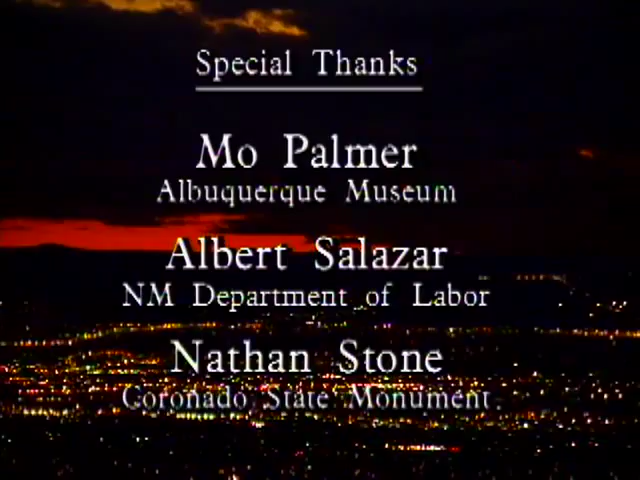 Special Thanks
Mo Palmer
Albuquerque Museum
Albert Salazar
NM Department of Labor
Nathan Stone
Coronado State Monument